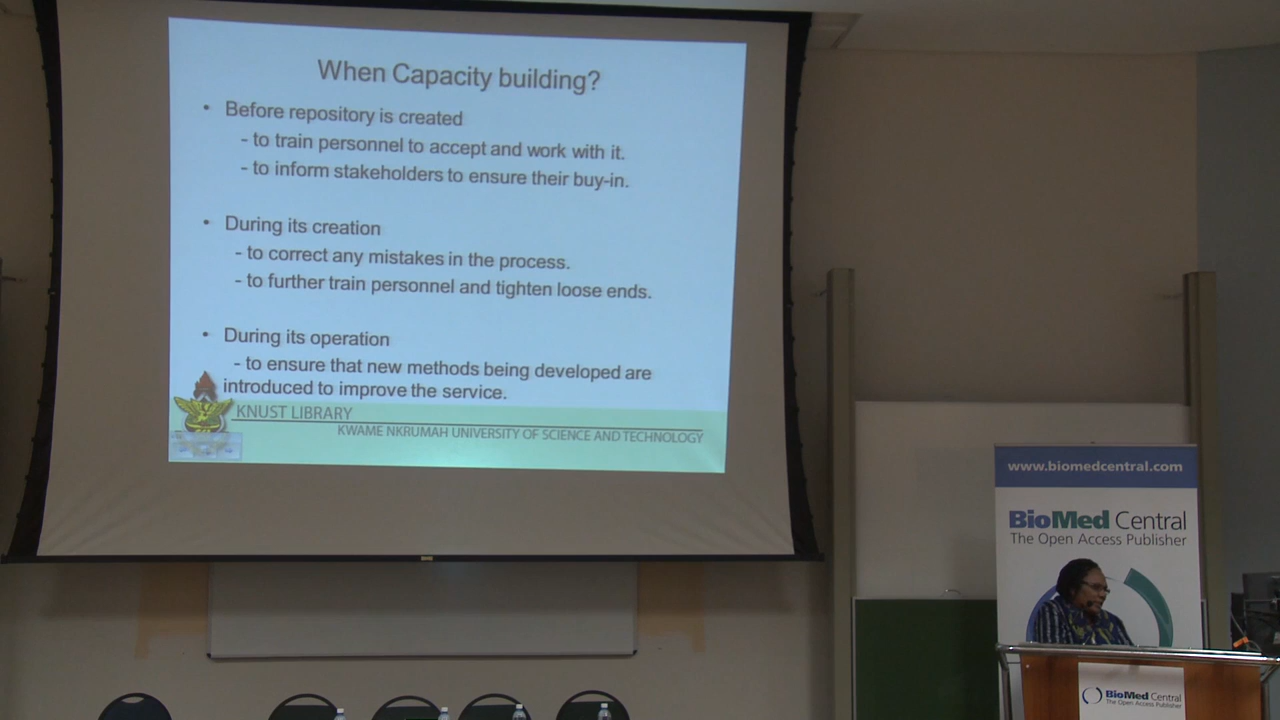 When Capacity building?
• Before repository is created
- to train personnel to accept and work with it.
- to inform stakeholders to ensure their buy-in.
• During its creation
- to correct any mistakes in the process.
- to further train personnel and tighten loose ends.
• During its operation
- to ensure that new methods being developed are
introduced to improve the service.
KNUST LIBRARY
KWAME NKRUMAH UNIVERSITY OF SCIENCE AND TECHNOLOGY
www.biomedcentral.com
BioMed Central
The Open Access Publisher
BioMed Central
The Open Access Publisher